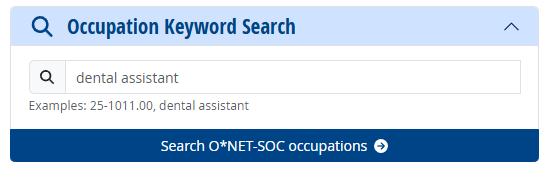 Occupation Keyword Search
dental assistant
Examples: 25-1011.00, dental assistant
Search O*NET-SOC occupations